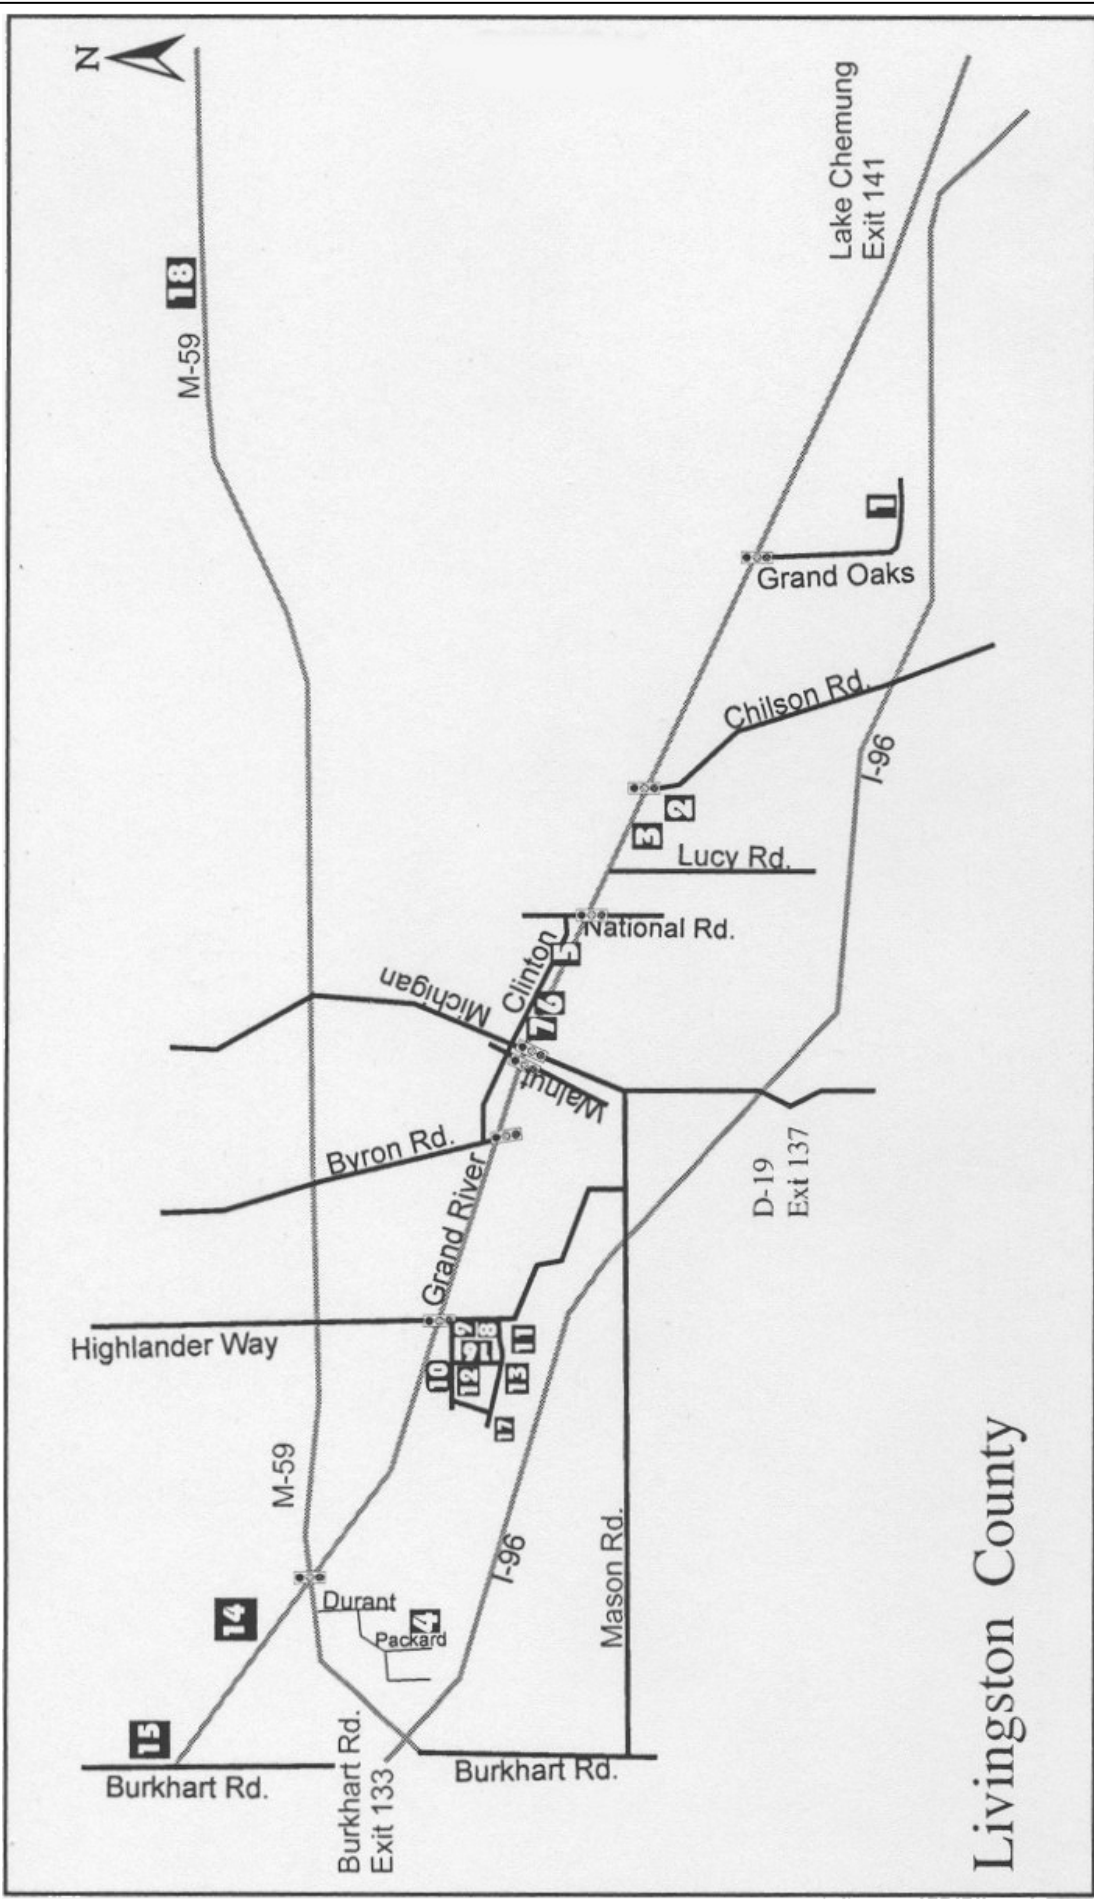 N
M-59
18
Lake Chemung
Exit 141
1
Grand Oaks
Chilson Rd.
I-96
2
3
Lucy Rd.
National Rd.
Clinton
5
6
7
Michigan
Walnut
Byron Rd.
Grand River
D-19
Exi 137
Highlander Way
9
8
10
12
11
13
17
M-59
I-96
Mason Rd.
14
Durant
Packard
4
15
Burkhart Rd.
Burkhart Rd.
Exit 133
Burkhart Rd.
Livingston County